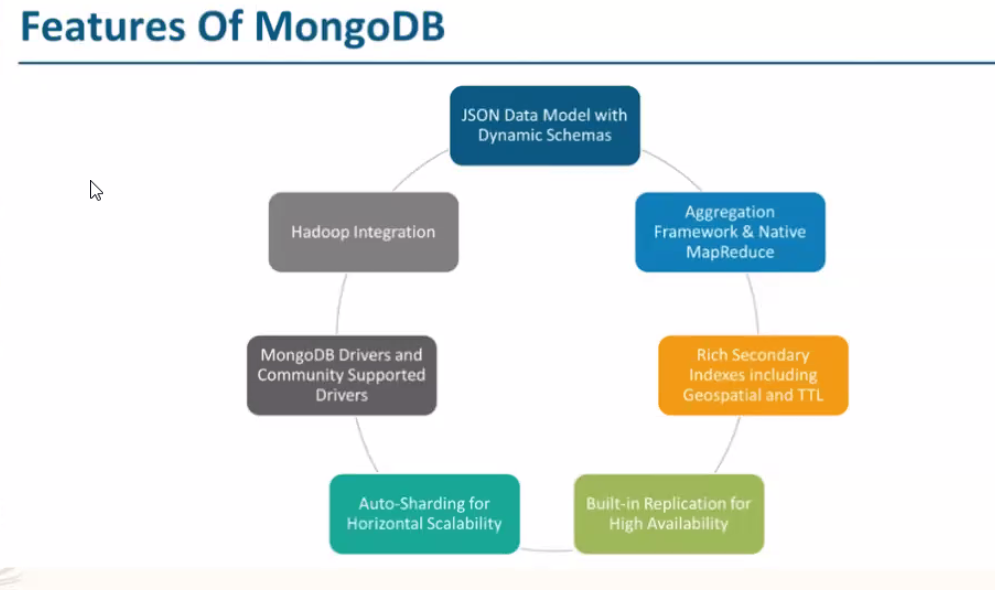 Features Of MongoDB
JSON Data Model with
Dynamic Schemas
Aggregation
Framework & Native
MapReduce
Rich Secondary
Indexes including
Geospatial and TTL
Built-in Replication for
High Availability
Auto-Sharding for
Horizontal Scalability
MongoDB Drivers and
Community Supported
Drivers
Hadoop Integration